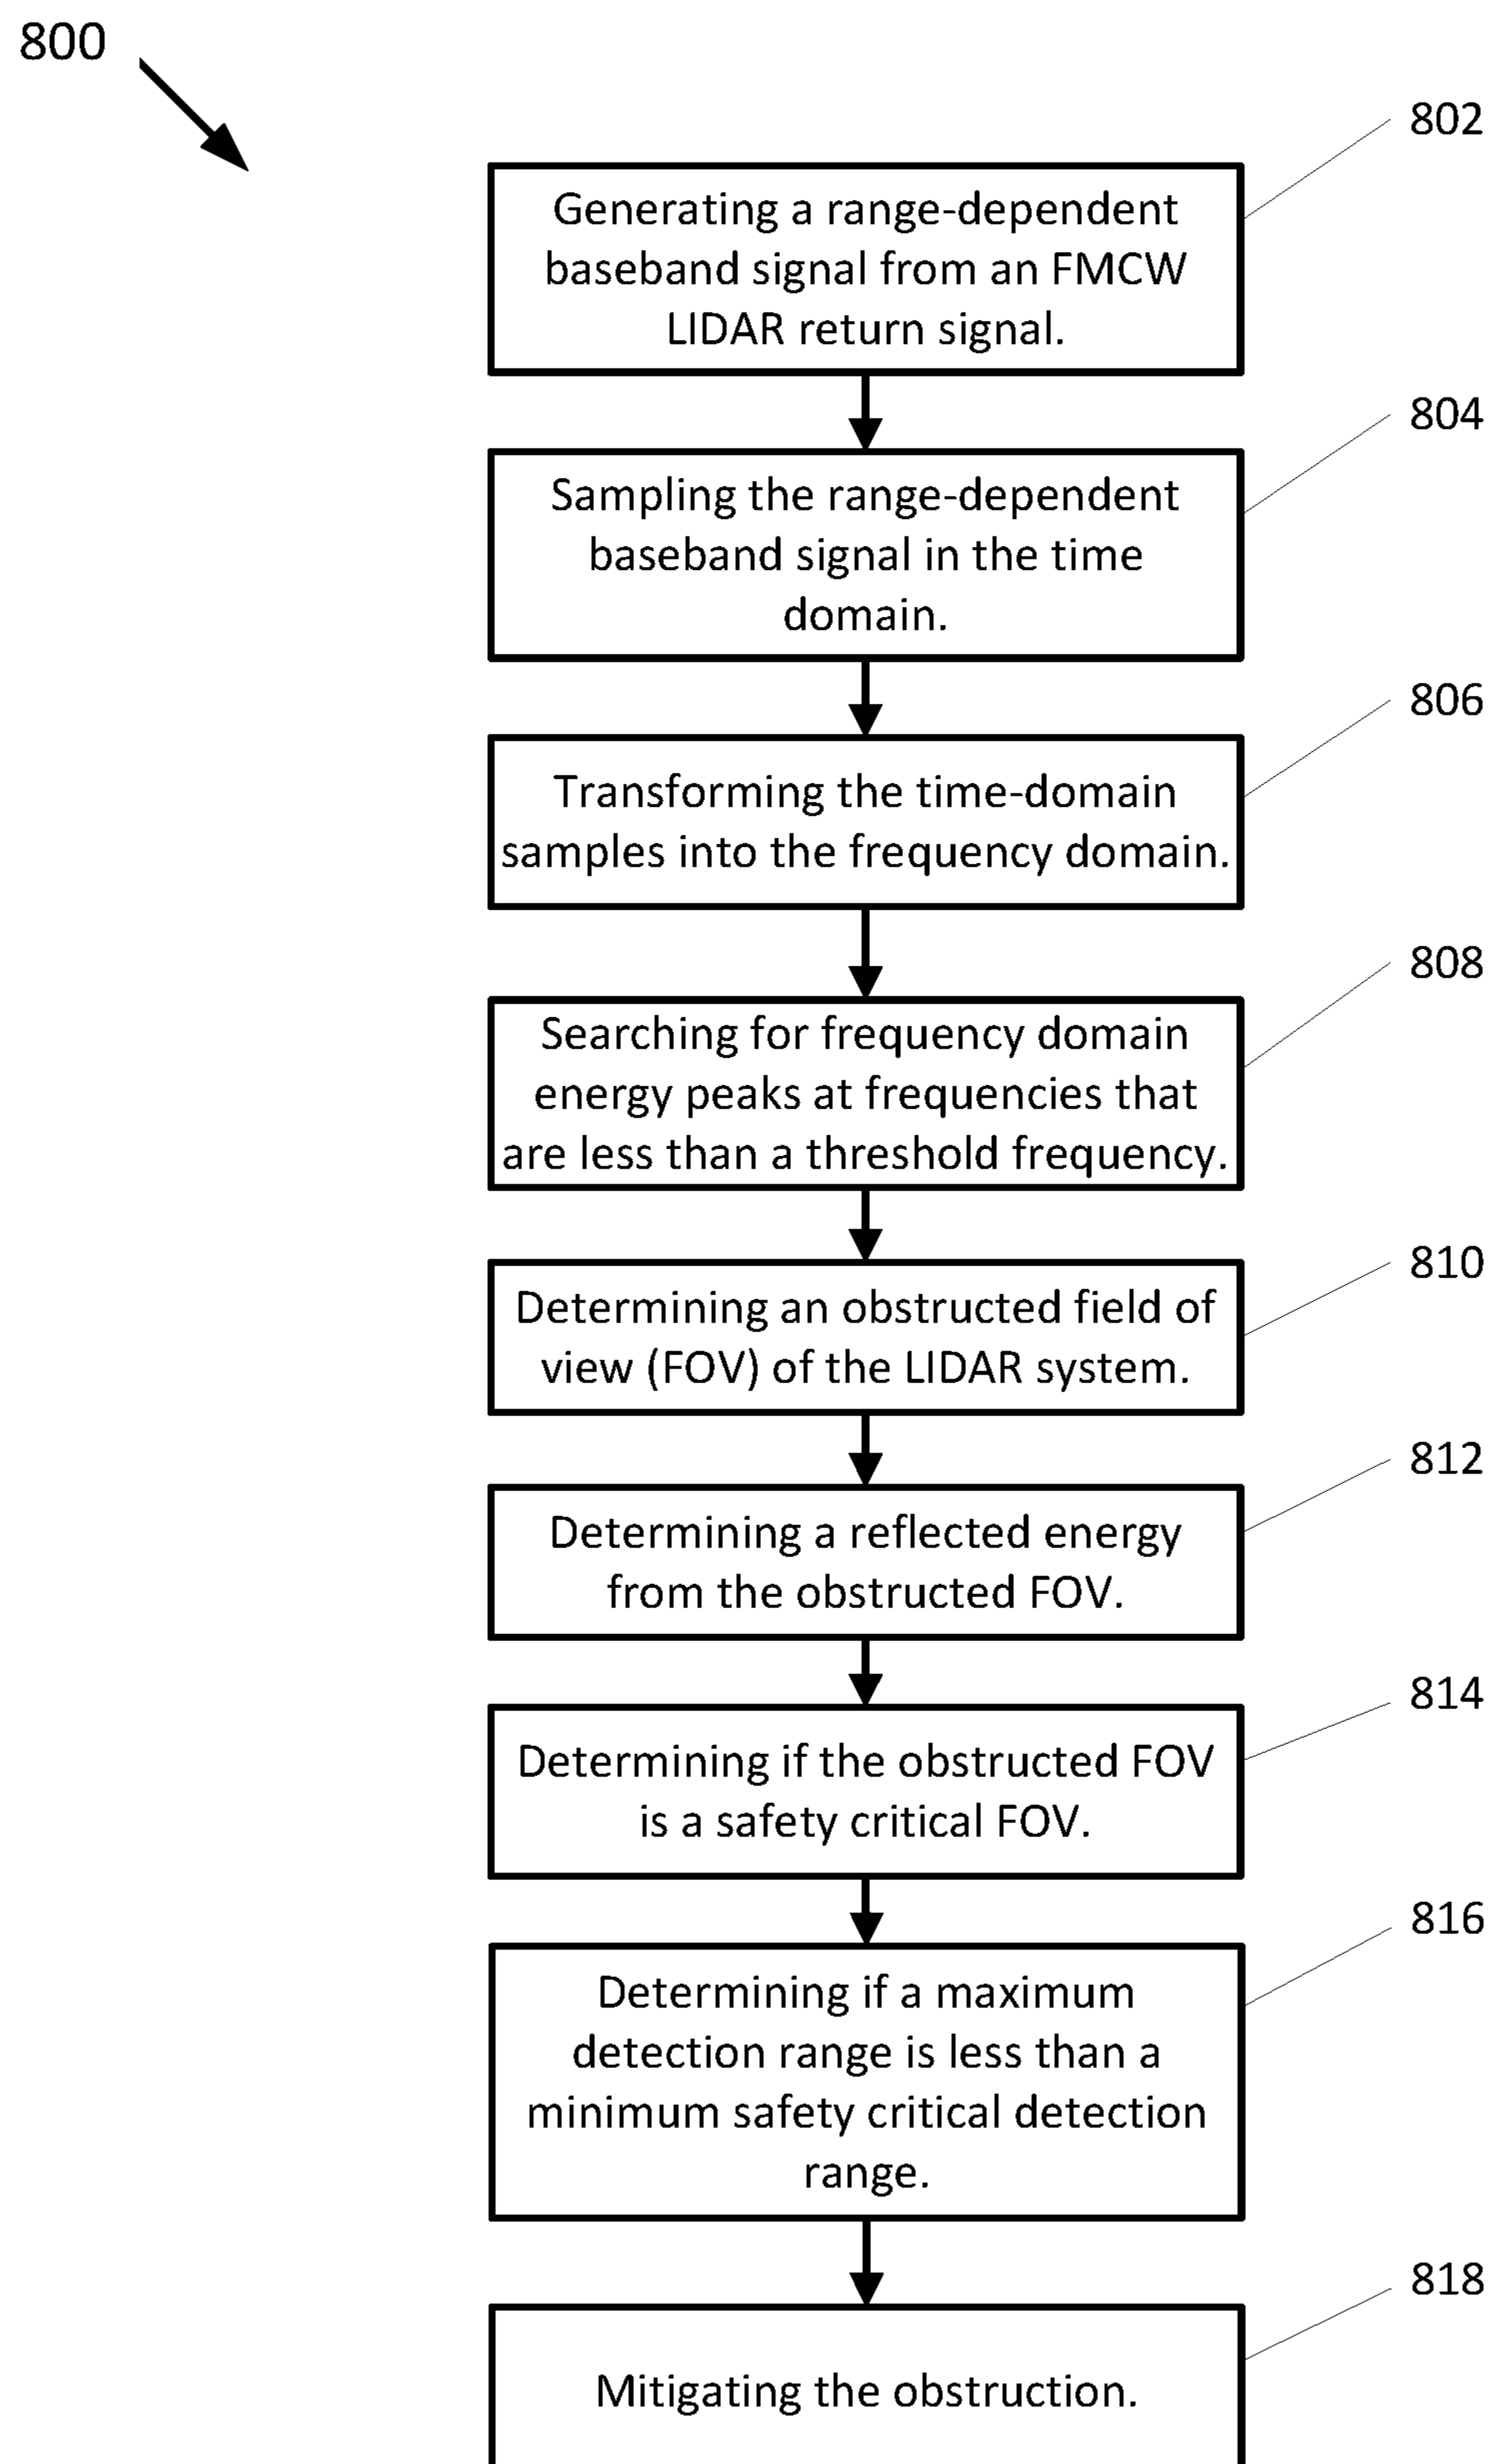 800
802
Generating a range-dependent
baseband signal from an FMCW
LIDAR return signal.
804
Sampling the range-dependent
baseband signal in the time
domain.
806
Transforming the time-domain
samples into the frequency domain.
808
Searching for frequency domain
energy peaks at frequencies that
are less than a threshold frequency.
810
Determining an obstructed field of
view (FOV) of the LIDAR system.
812
Determining a reflected energy
from the obstructed FOV.
814
Determining if the obstructed FOV
is a safety critical FOV.
816
Determining if a maximum
detection range is less than a
minimum safety critical detection
range.
818
Mitigating the obstruction.